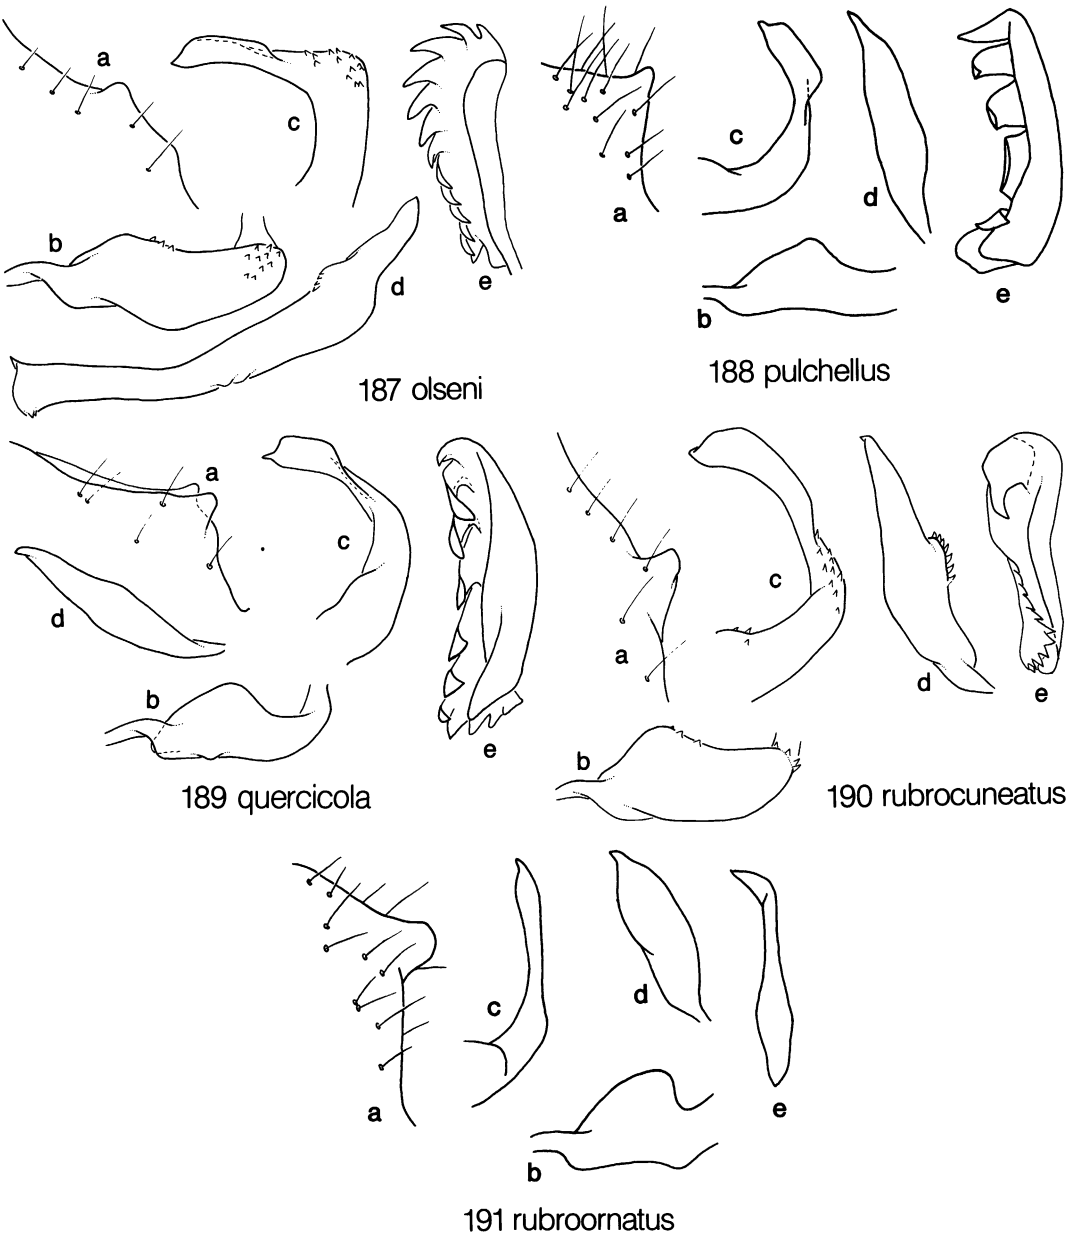 a
c
b
d
e
187 olseni
a
c
d
b
e
188 pulchellus
a
c
d
b
e
189 quercicola
a
c
d
b
e
190 rubrocuneatus
a
c
d
b
e
191 rubroornatus